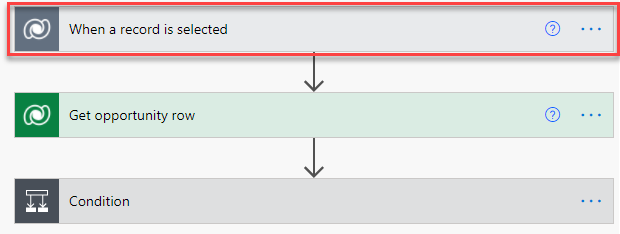 When a record is selected
Get opportunity row
Condition